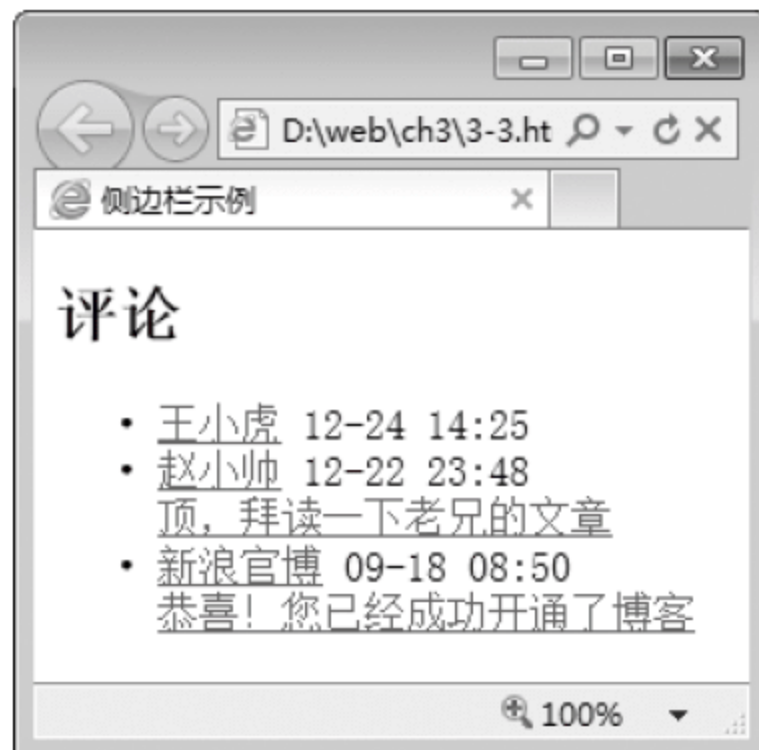 D:\web\ch3\3-3.ht
侧边栏示例
评论
• 王小虎 12-24 14:25
• 赵小帅 12-22 23:48
顶，拜读一下老兄的文章
• 新浪官博 09-18 08:50
恭喜！您已经成功开通了博客
100%